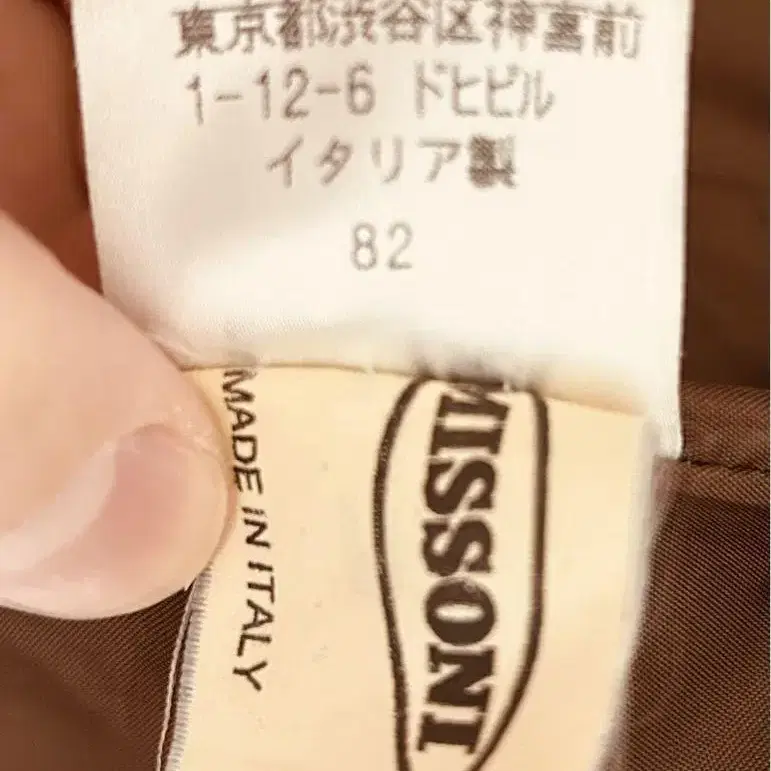 東京都渋谷区神宮前
1-12-6 ドヒビル
イタリア製
82
MADE IN ITALY
MISSONI